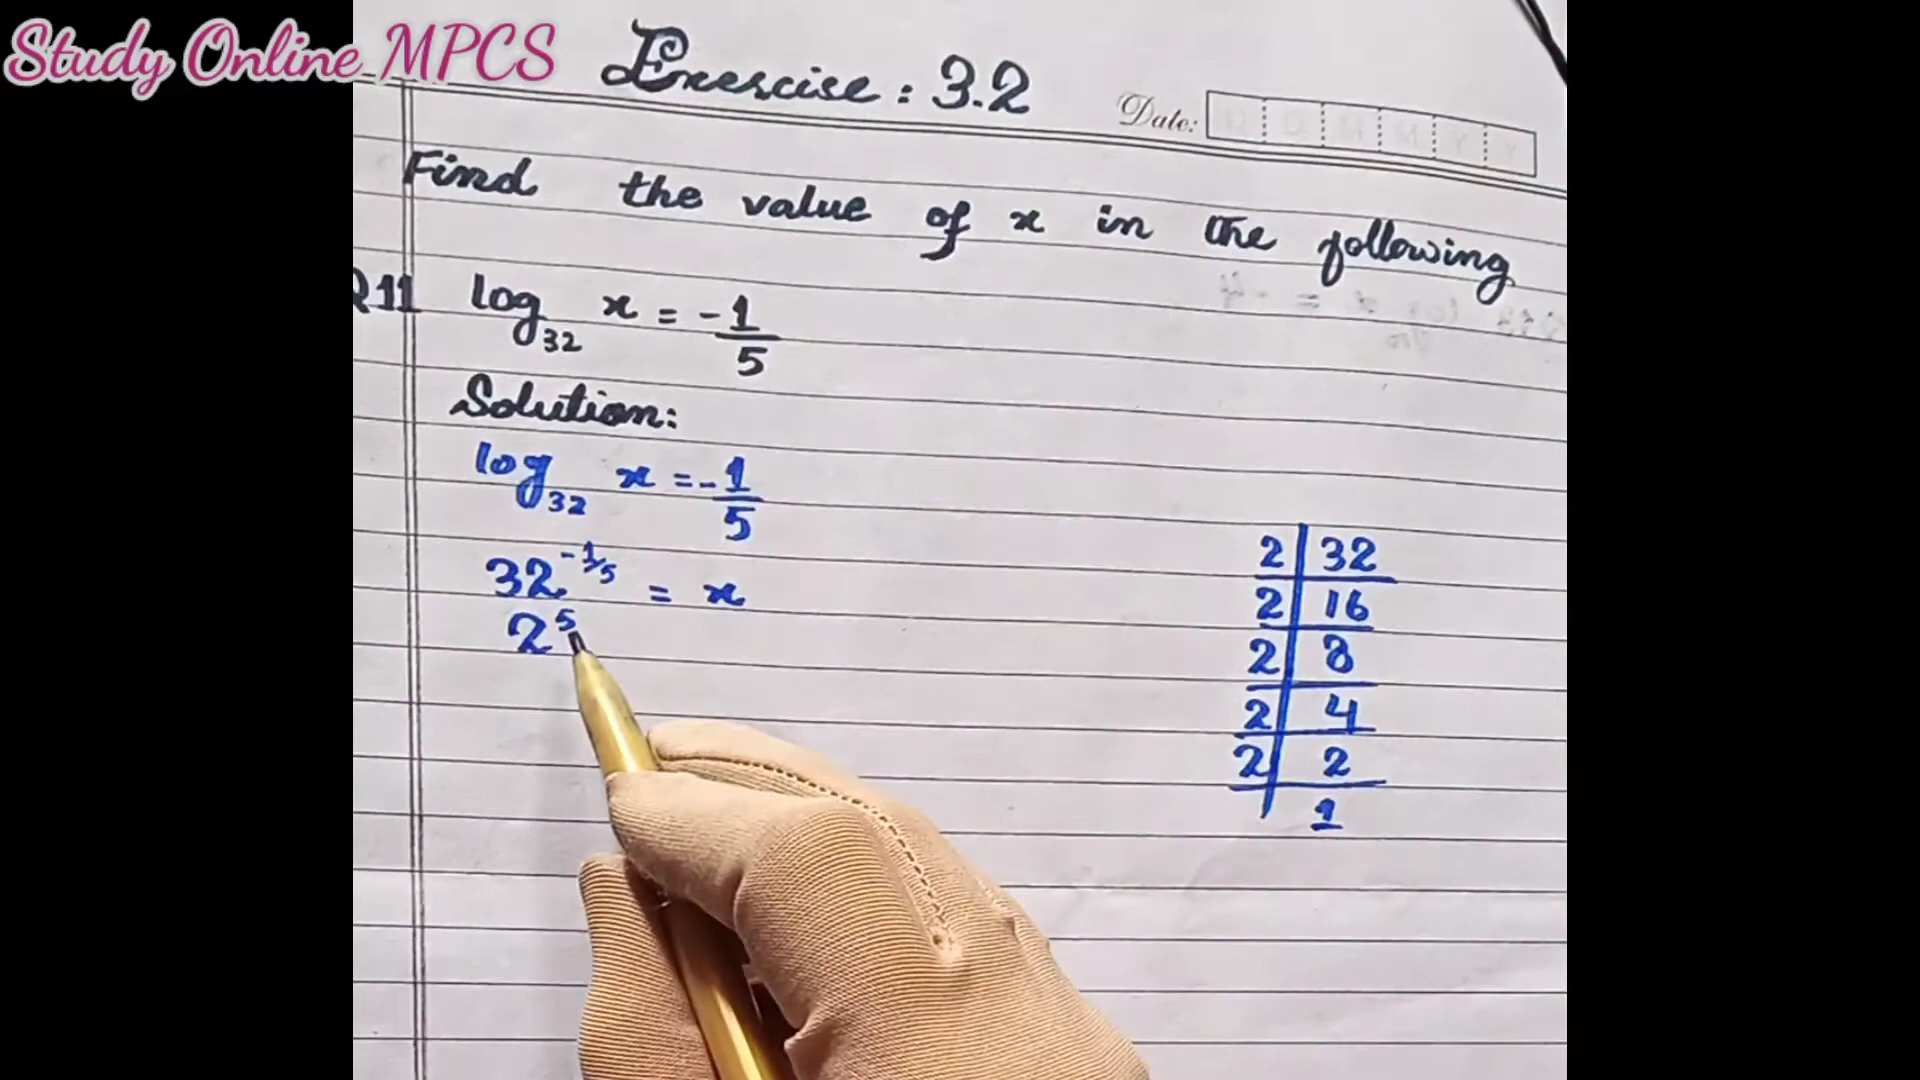 Study Online MPCS
Exercise: 3.2
Date:
Find the value of x in the following
Q11 log₃₂ x = -1/5
Solution:
log₃₂ x = -1/5
32^-1/5 = x
2^5
2 | 32
2 | 16
2 | 8
2 | 4
2 | 2
1